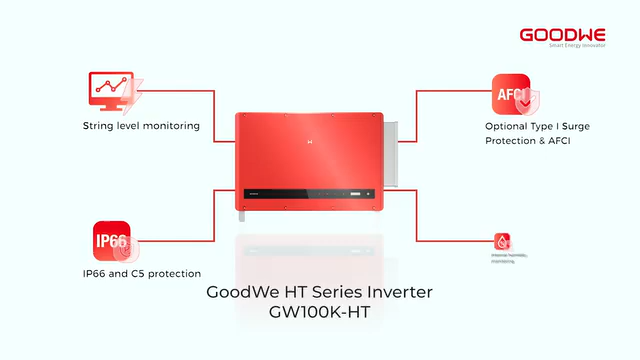 GOODWE
Smart Energy Innovator
String level monitoring
AFCI
Optional Type I Surge
Protection & AFCI
IP66
IP66 and C5 protection
monitoring
GoodWe HT Series Inverter
GW100K-HT